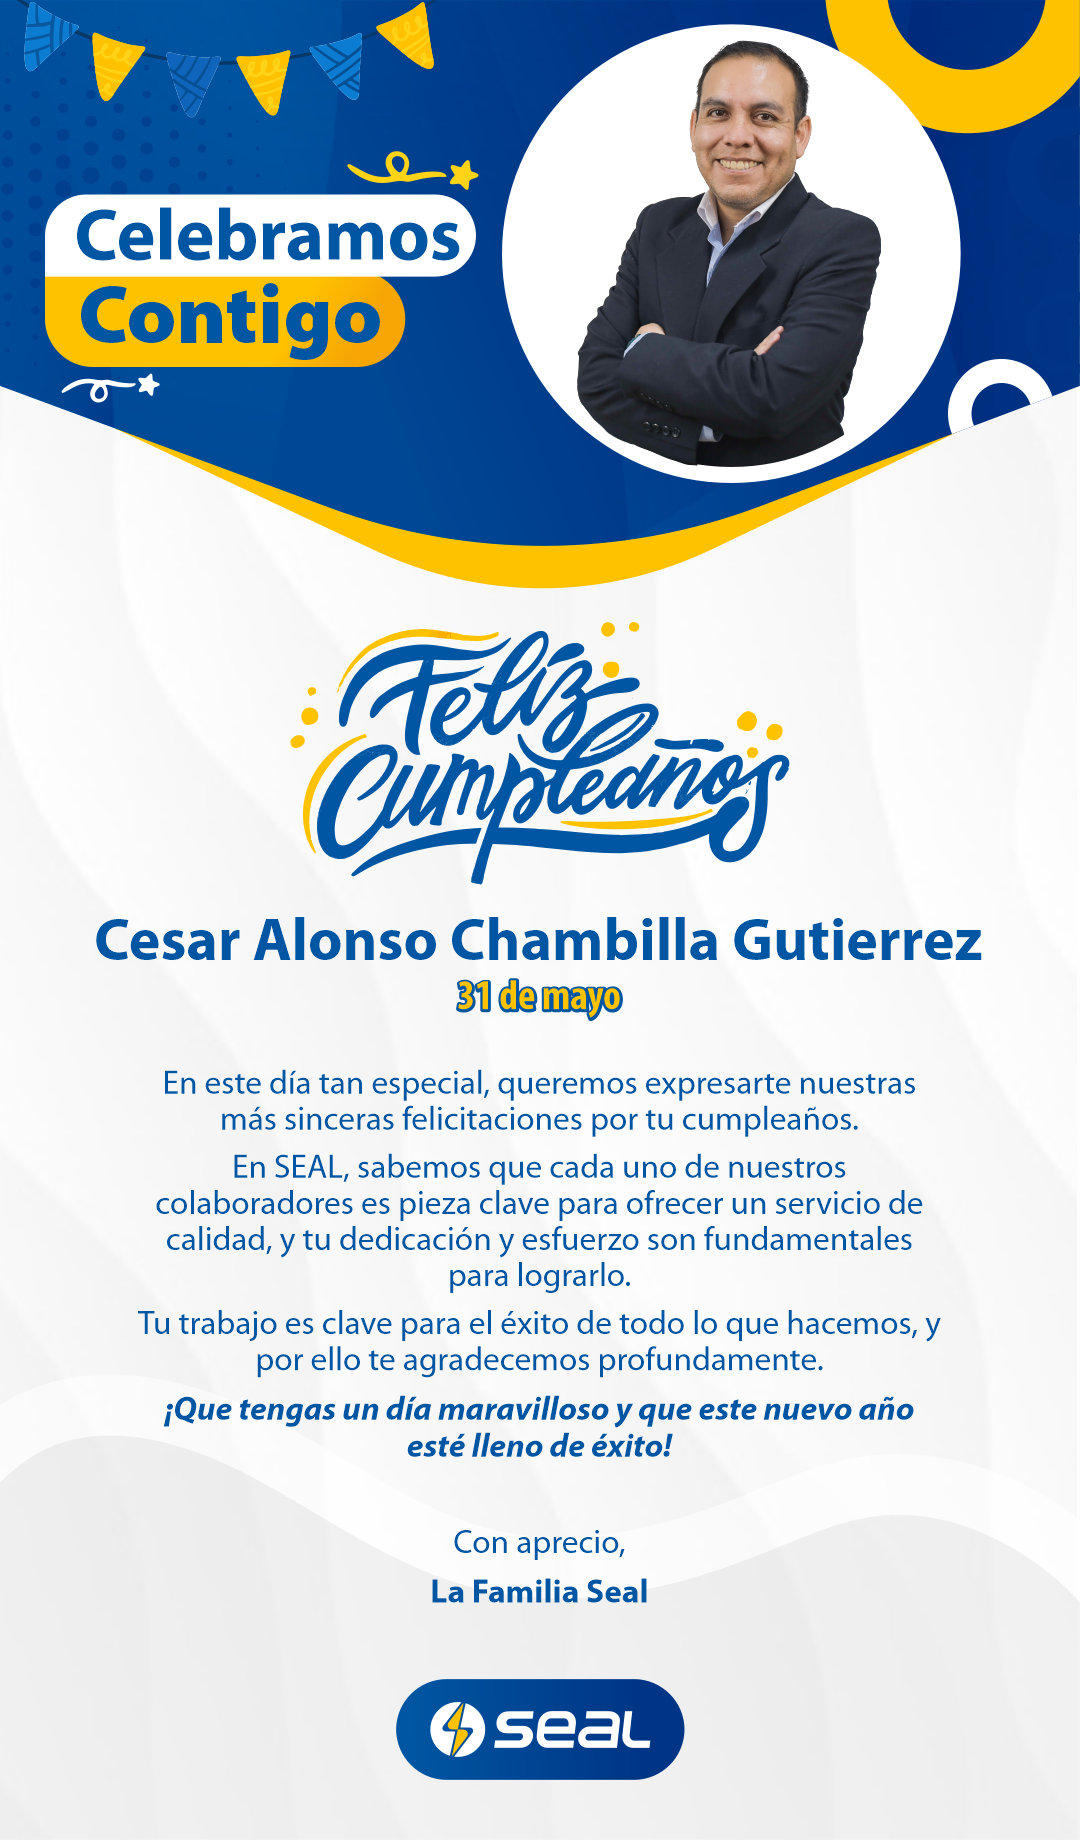 Celebramos
Contigo
Feliz
Cumpleaños
Cesar Alonso Chambilla Gutierrez
31 de mayo
En este día tan especial, queremos expresarte nuestras
más sinceras felicitaciones por tu cumpleaños.
En SEAL, sabemos que cada uno de nuestros
colaboradores es pieza clave para ofrecer un servicio de
calidad, y tu dedicación y esfuerzo son fundamentales
para lograrlo.
Tu trabajo es clave para el éxito de todo lo que hacemos, y
por ello te agradecemos profundamente.
¡Que tengas un día maravilloso y que este nuevo año
esté lleno de éxito!
Con aprecio,
La Familia Seal
seal